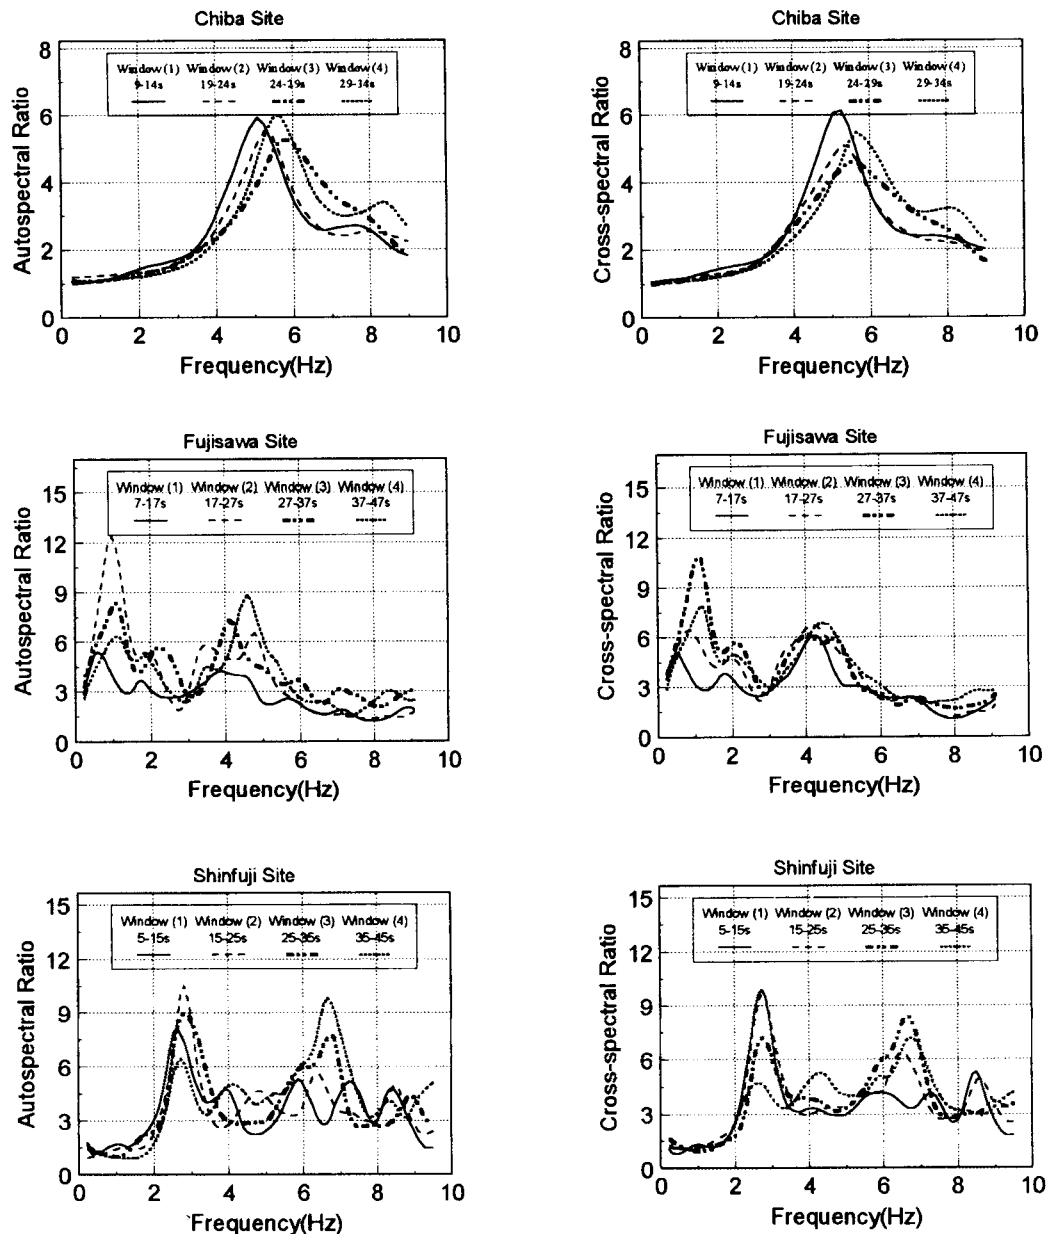 Chiba Site
Autospectral Ratio
8
6
4
2
0
Window (1) Window (2) Window (3) Window (4)
9-14s 19-24s 24-29s 29-34s
0 2 4 6 8 10
Frequency(Hz)
Chiba Site
Cross-spectral Ratio
8
6
4
2
0
Window (1) Window (2) Window (3) Window (4)
9-14s 19-24s 24-29s 29-34s
0 2 4 6 8 10
Frequency(Hz)
Fujisawa Site
Autospectral Ratio
15
12
9
6
3
0
Window (1) Window (2) Window (3) Window (4)
7-17s 17-27s 27-37s 37-47s
0 2 4 6 8 10
Frequency(Hz)
Fujisawa Site
Cross-spectral Ratio
15
12
9
6
3
0
Window (1) Window (2) Window (3) Window (4)
7-17s 17-27s 27-37s 37-47s
0 2 4 6 8 10
Frequency(Hz)
Shinfuji Site
Autospectral Ratio
15
12
9
6
3
0
Window (1) Window (2) Window (3) Window (4)
5-15s 15-25s 25-35s 35-45s
0 2 4 6 8 10
Frequency(Hz)
Shinfuji Site
Cross-spectral Ratio
15
12
9
6
3
0
Window (1) Window (2) Window (3) Window (4)
5-15s 15-25s 25-35s 35-45s
0 2 4 6 8 10
Frequency(Hz)